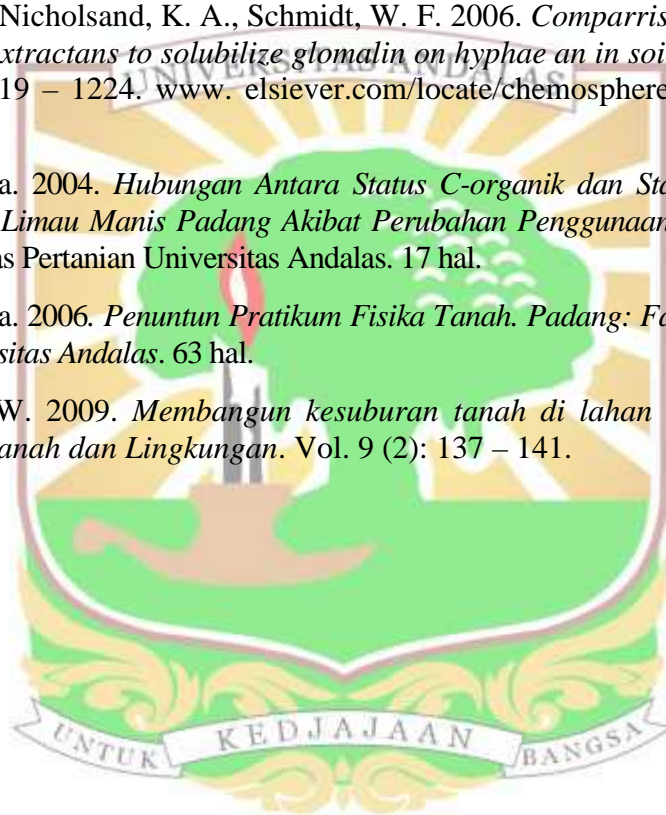 Nicholsand, K. A., Schmidt, W. F. 2006. Comparris
xtractans to solubilize glomalin on hyphae an in soi
19 – 1224. www. elsiever.com/locate/chemosphere
UNIVERSITAS ANDALAS
a. 2004. Hubungan Antara Status C-organik dan Sta
Limau Manis Padang Akibat Perubahan Penggunaan
as Pertanian Universitas Andalas. 17 hal.
a. 2006. Penuntun Pratikum Fisika Tanah. Padang: Fa
sitas Andalas. 63 hal.
W. 2009. Membangun kesuburan tanah di lahan
anah dan Lingkungan. Vol. 9 (2): 137 – 141.
UNTUK KEDJAJAAN BANGSA